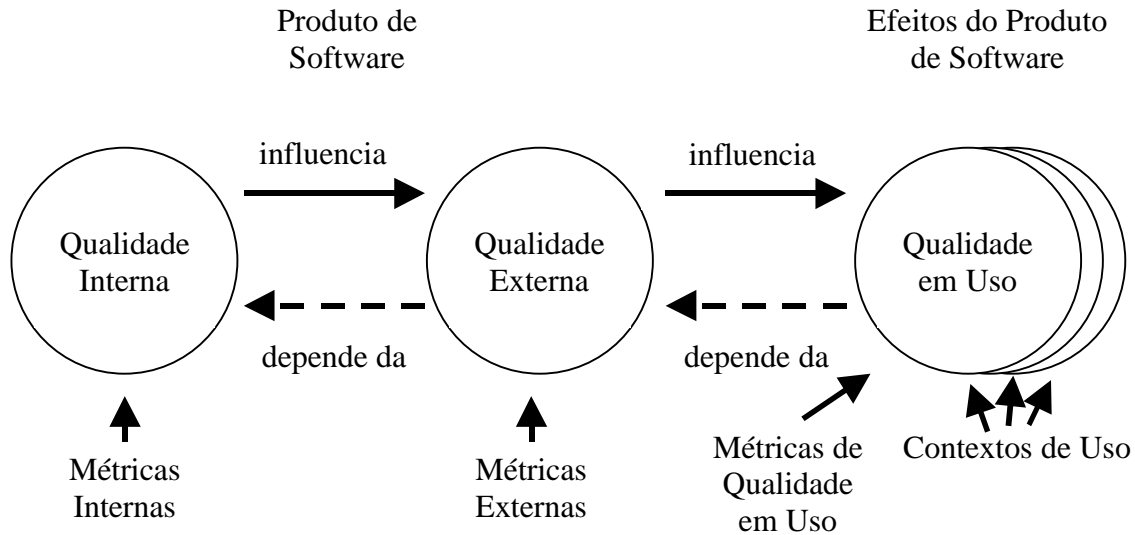 Produto de
Software
Efeitos do Produto
de Software
influencia
influencia
Qualidade
Interna
Qualidade
Externa
Qualidade
em Uso
depende da
depende da
Métricas
Internas
Métricas
Externas
Métricas de
Qualidade
em Uso
Contextos de Uso